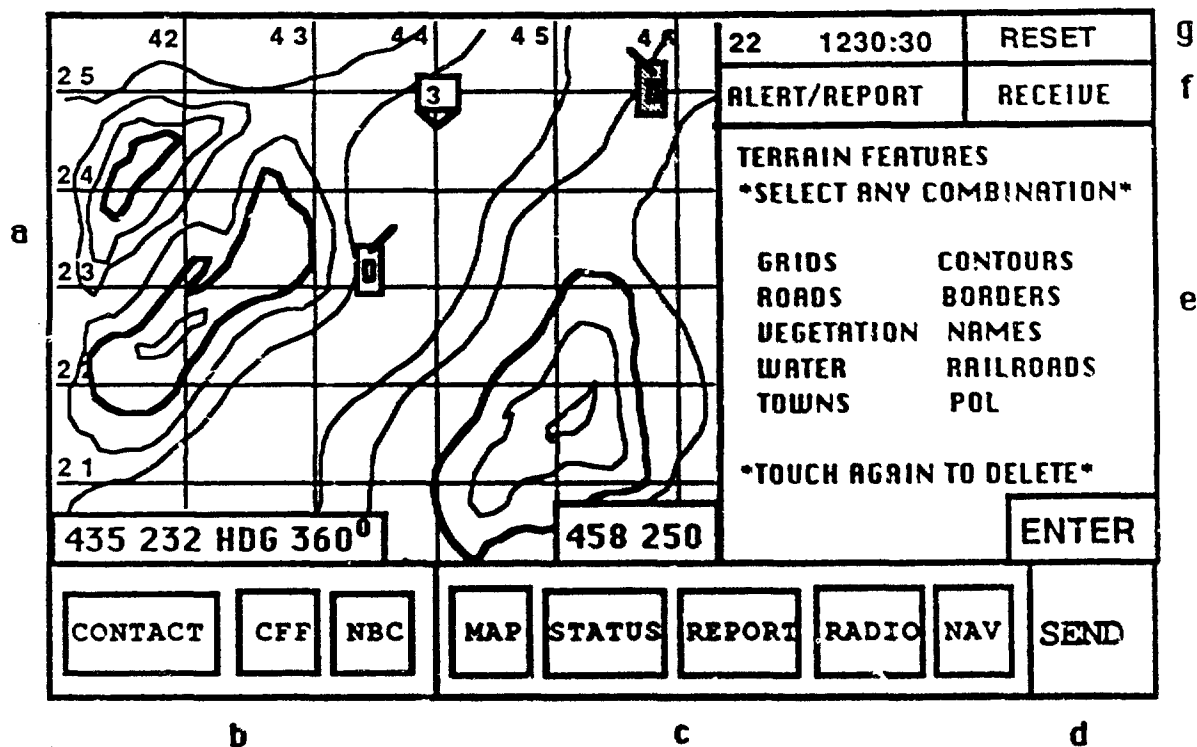 42 43 44 45 4
22 1230:30 RESET
g
25
3
ALERT/REPORT RECEIVE
f
TERRAIN FEATURES
24
*SELECT ANY COMBINATION*
a
23
GRIDS CONTOURS
ROADS BORDERS
e
VEGETATION NAMES
22
WATER RAILROADS
TOWNS POL
21
*TOUCH AGAIN TO DELETE*
435 232 HDG 360⁰
458 250
ENTER
CONTACT CFF NBC MAP STATUS REPORT RADIO NAV SEND
b c d